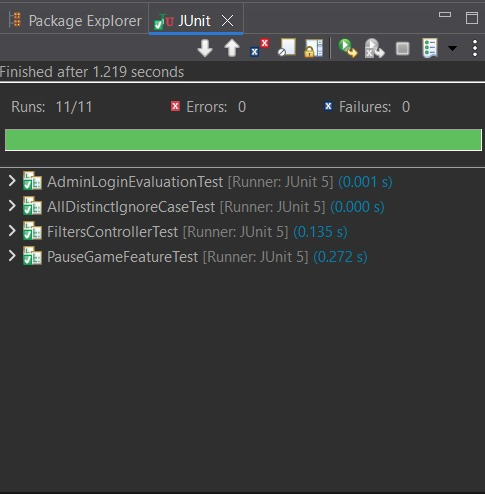 Package Explorer JUnit
Finished after 1.219 seconds
Runs: 11/11 Errors: 0 Failures: 0
AdminLoginEvaluationTest [Runner: JUnit 5] (0.001 s)
AllDistinctIgnoreCaseTest [Runner: JUnit 5] (0.000 s)
FiltersControllerTest [Runner: JUnit 5] (0.135 s)
PauseGameFeatureTest [Runner: JUnit 5] (0.272 s)